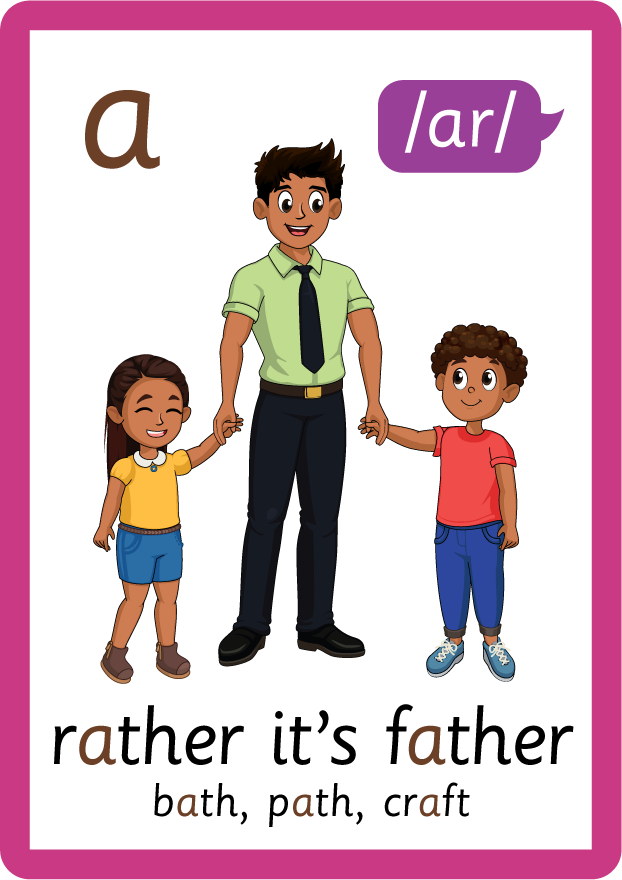 a
/ar/
rather it's father
bath, path, craft